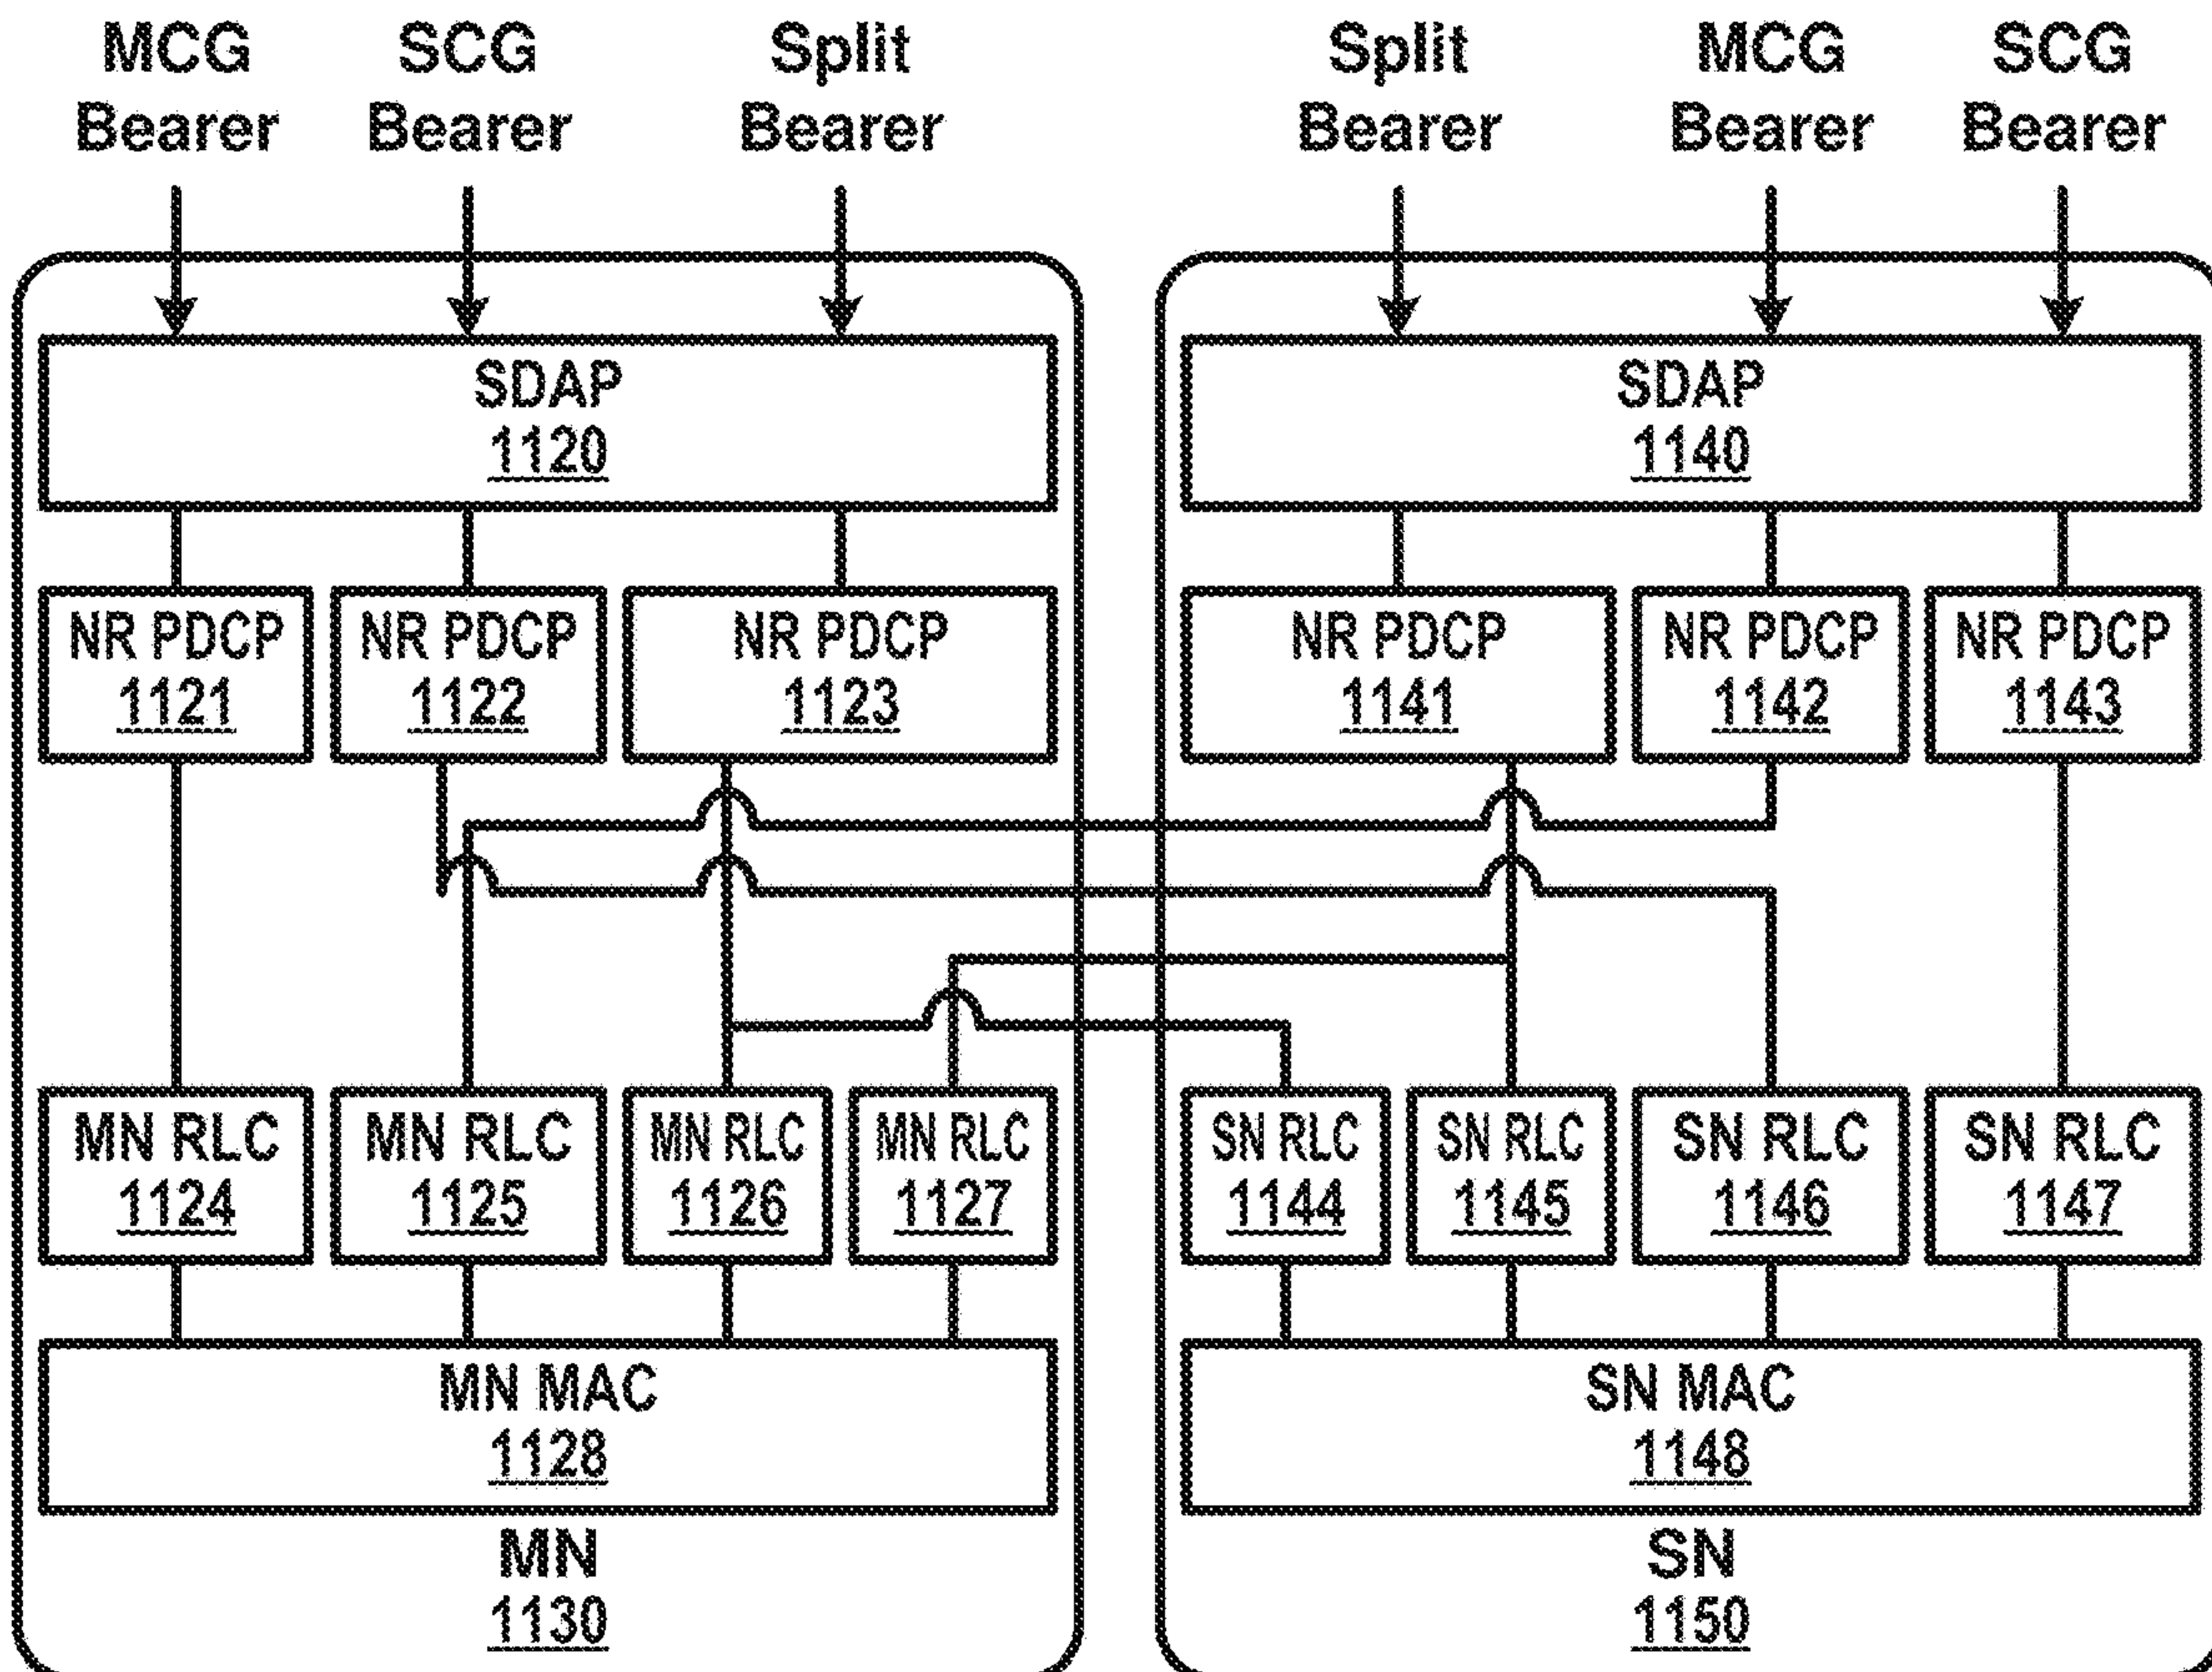 MCG SCG Split Split MCG SCG
Bearer Bearer Bearer Bearer Bearer Bearer
SDAP SDAP
1120 1140
NR PDCP NR PDCP NR PDCP NR PDCP NR PDCP NR PDCP
1121 1122 1123 1141 1142 1143
MN RLC MN RLC MN RLC MN RLC SN RLC SN RLC SN RLC SN RLC
1124 1125 1126 1127 1144 1145 1146 1147
MN MAC SN MAC
1128 1148
MN SN
1130 1150